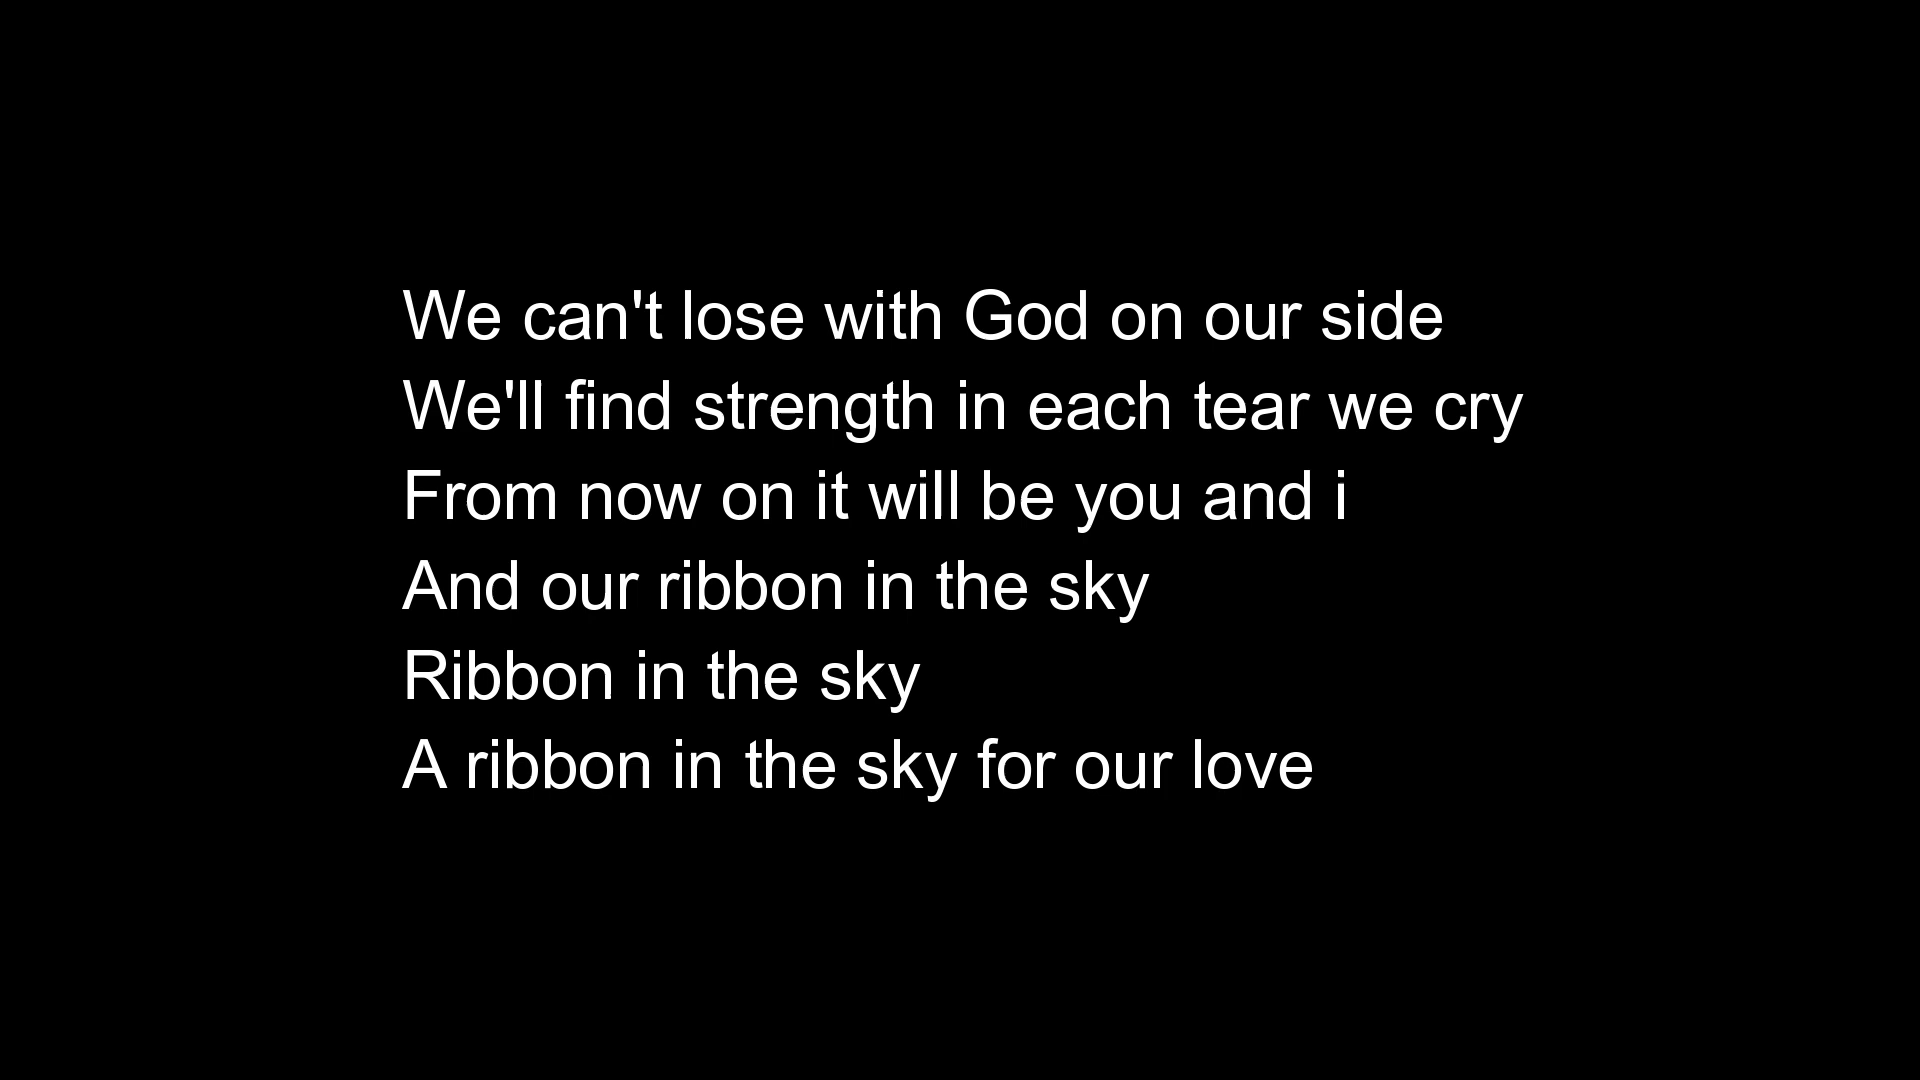 We can't lose with God on our side
We'll find strength in each tear we cry
From now on it will be you and i
And our ribbon in the sky
Ribbon in the sky
A ribbon in the sky for our love